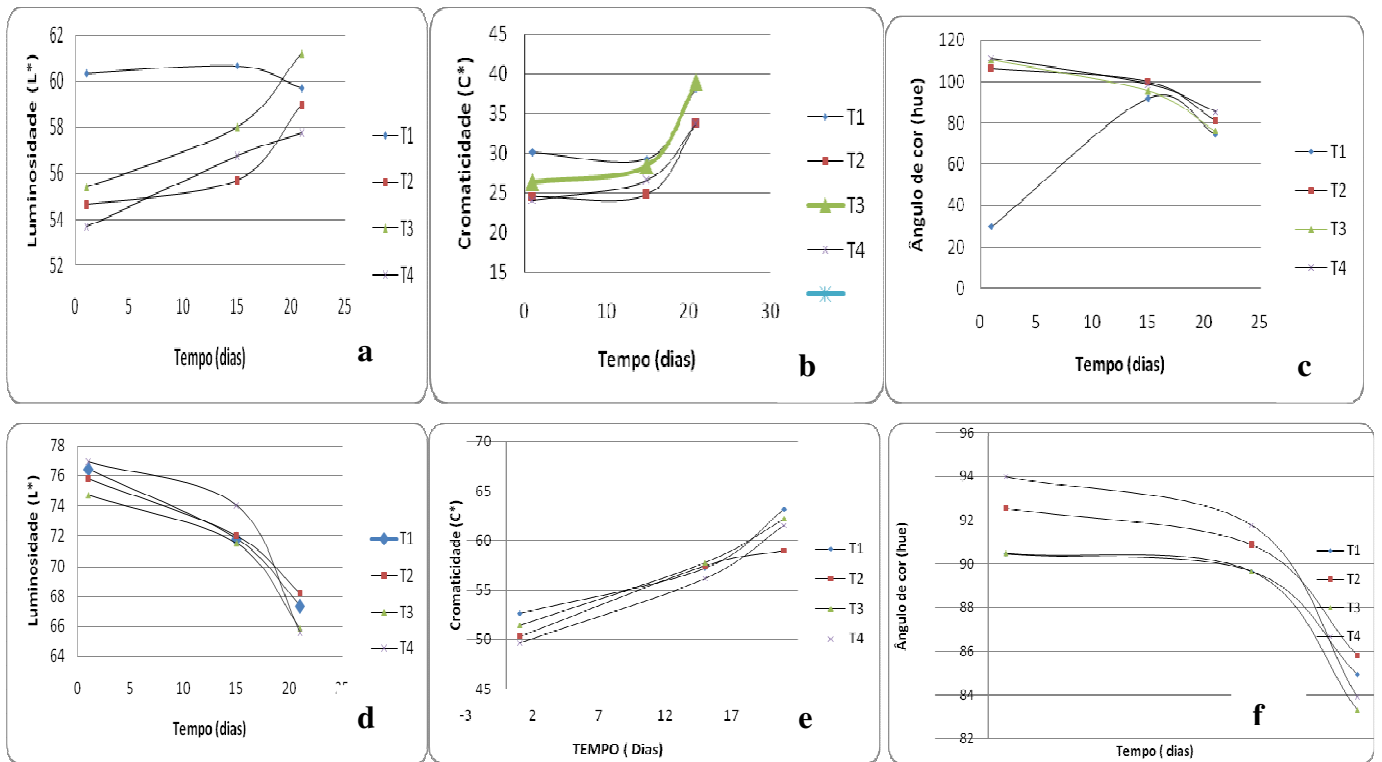 Luminosidade (L*)
62
60
58
56
54
52
0 5 10 15 20 25
Tempo (dias)
T1
T2
T3
T4
a
Cromaticidade (C*)
45
40
35
30
25
20
15
0 10 20 30
Tempo (dias)
T1
T2
T3
T4
b
Ângulo de cor (hue)
120
100
80
60
40
20
0
0 5 10 15 20 25
Tempo (dias)
T1
T2
T3
T4
c
Luminosidade (L*)
78
76
74
72
70
68
66
64
0 5 10 15 20
Tempo (dias)
T1
T2
T3
T4
d
Cromaticidade (C*)
70
65
60
55
50
45
-3 2 7 12 17
TEMPO ( Dias)
T1
T2
T3
T4
e
Ângulo de cor (hue)
96
94
92
90
88
86
84
82
Tempo ( dias)
T1
T2
T3
T4
f